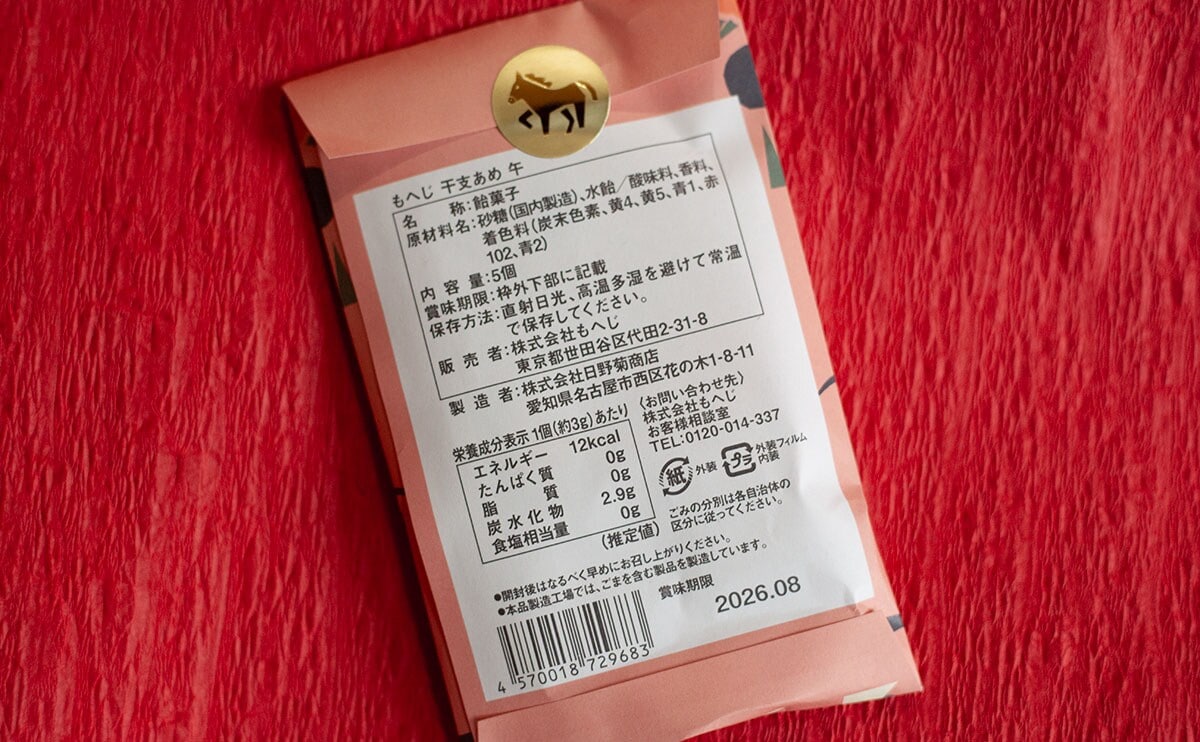 もへじ 干支あめ 午
名 称:飴菓子
原材料名:砂糖(国内製造)、水飴／酸味料、香料、
着色料(炭末色素、黄4、黄5、青1、赤
102、青2)
内 容 量:5個
賞味期限:枠外下部に記載
保存方法:直射日光、高温多湿を避けて常温
で保存してください。
販 売 者:株式会社もへじ
東京都世田谷区代田2-31-8
製 造 者:株式会社日野菊商店
愛知県名古屋市西区花の木1-8-11
栄養成分表示 1個(約3g)あたり
エネルギー 12kcal
たんぱく質 0g
脂 質 0g
炭水化物 2.9g
食塩相当量 0g
(推定値)
〈お問い合わせ先〉
株式会社もへじ
お客様相談室
TEL:0120-014-337
紙 外装
プラ 外装フィルム
内装
ごみの分別は各自治体の
区分に従ってください。
●開封後はなるべく早めにお召し上がりください。
●本品製造工場では、ごまを含む製品を製造しています。
賞味期限
2026.08
4 570018 729683